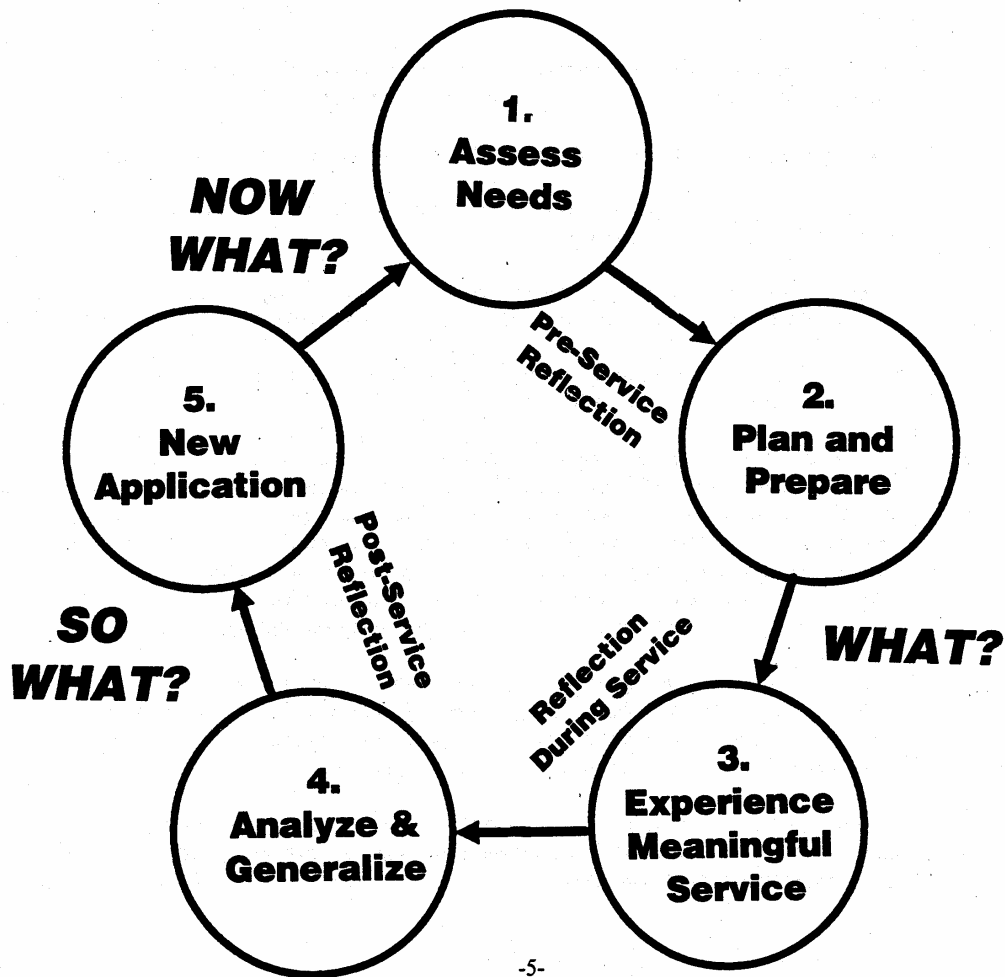 1.
Assess
Needs
NOW
WHAT?
Pre-Service
Reflection
2.
Plan and
Prepare
5.
New
Application
Post-Service
Reflection
SO
WHAT?
Reflection
During Service
WHAT?
3.
Experience
Meaningful
Service
4.
Analyze &
Generalize
-5-